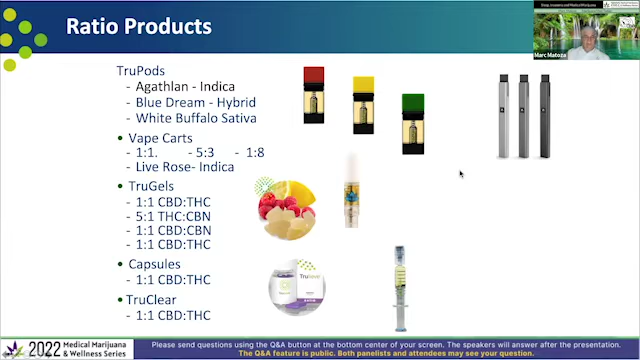 Ratio Products
Marc Matoza
TruPods
- Agathlan - Indica
- Blue Dream - Hybrid
- White Buffalo Sativa
• Vape Carts
- 1:1. - 5:3 - 1:8
- Live Rose- Indica
• TruGels
- 1:1 CBD:THC
- 5:1 THC:CBN
- 1:1 CBD:CBN
- 1:1 CBD:THC
• Capsules
- 1:1 CBD:THC
• TruClear
- 1:1 CBD:THC
2022 Medical Marijuana & Wellness Series
Please send questions using the Q&A button at the bottom center of your screen. The speakers will answer after the presentation.
The Q&A feature is public. Both panelists and attendees may see your question.